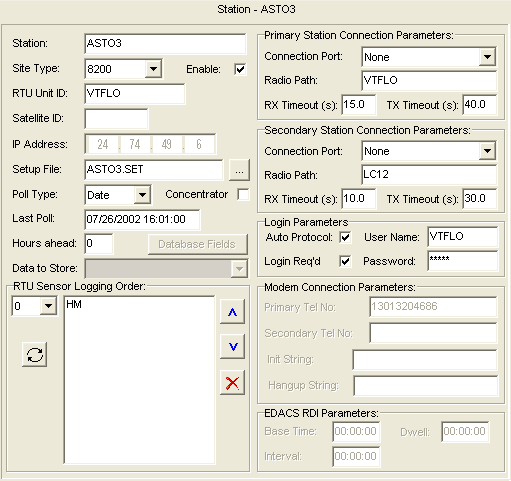 Station - ASTO3
Station: ASTO3
Site Type: 8200 Enable:
RTU Unit ID: VTFLO
Satellite ID:
IP Address: 24 . 74 . 49 . 6
Setup File: ASTO3.SET ...
Poll Type: Date Concentrator
Last Poll: 07/26/2002 16:01:00
Hours ahead: 0 Database Fields
Data to Store:
RTU Sensor Logging Order:
0 HM
Primary Station Connection Parameters:
Connection Port: None
Radio Path: VTFLO
RX Timeout (s): 15.0 TX Timeout (s): 40.0
Secondary Station Connection Parameters:
Connection Port: None
Radio Path: LC12
RX Timeout (s): 10.0 TX Timeout (s): 30.0
Login Parameters
Auto Protocol: User Name: VTFLO
Login Req'd Password: *****
Modem Connection Parameters:
Primary Tel No: 13013204686
Secondary Tel No:
Init String:
Hangup String:
EDACS RDI Parameters:
Base Time: 00:00:00 Dwell: 00:00:00
Interval: 00:00:00